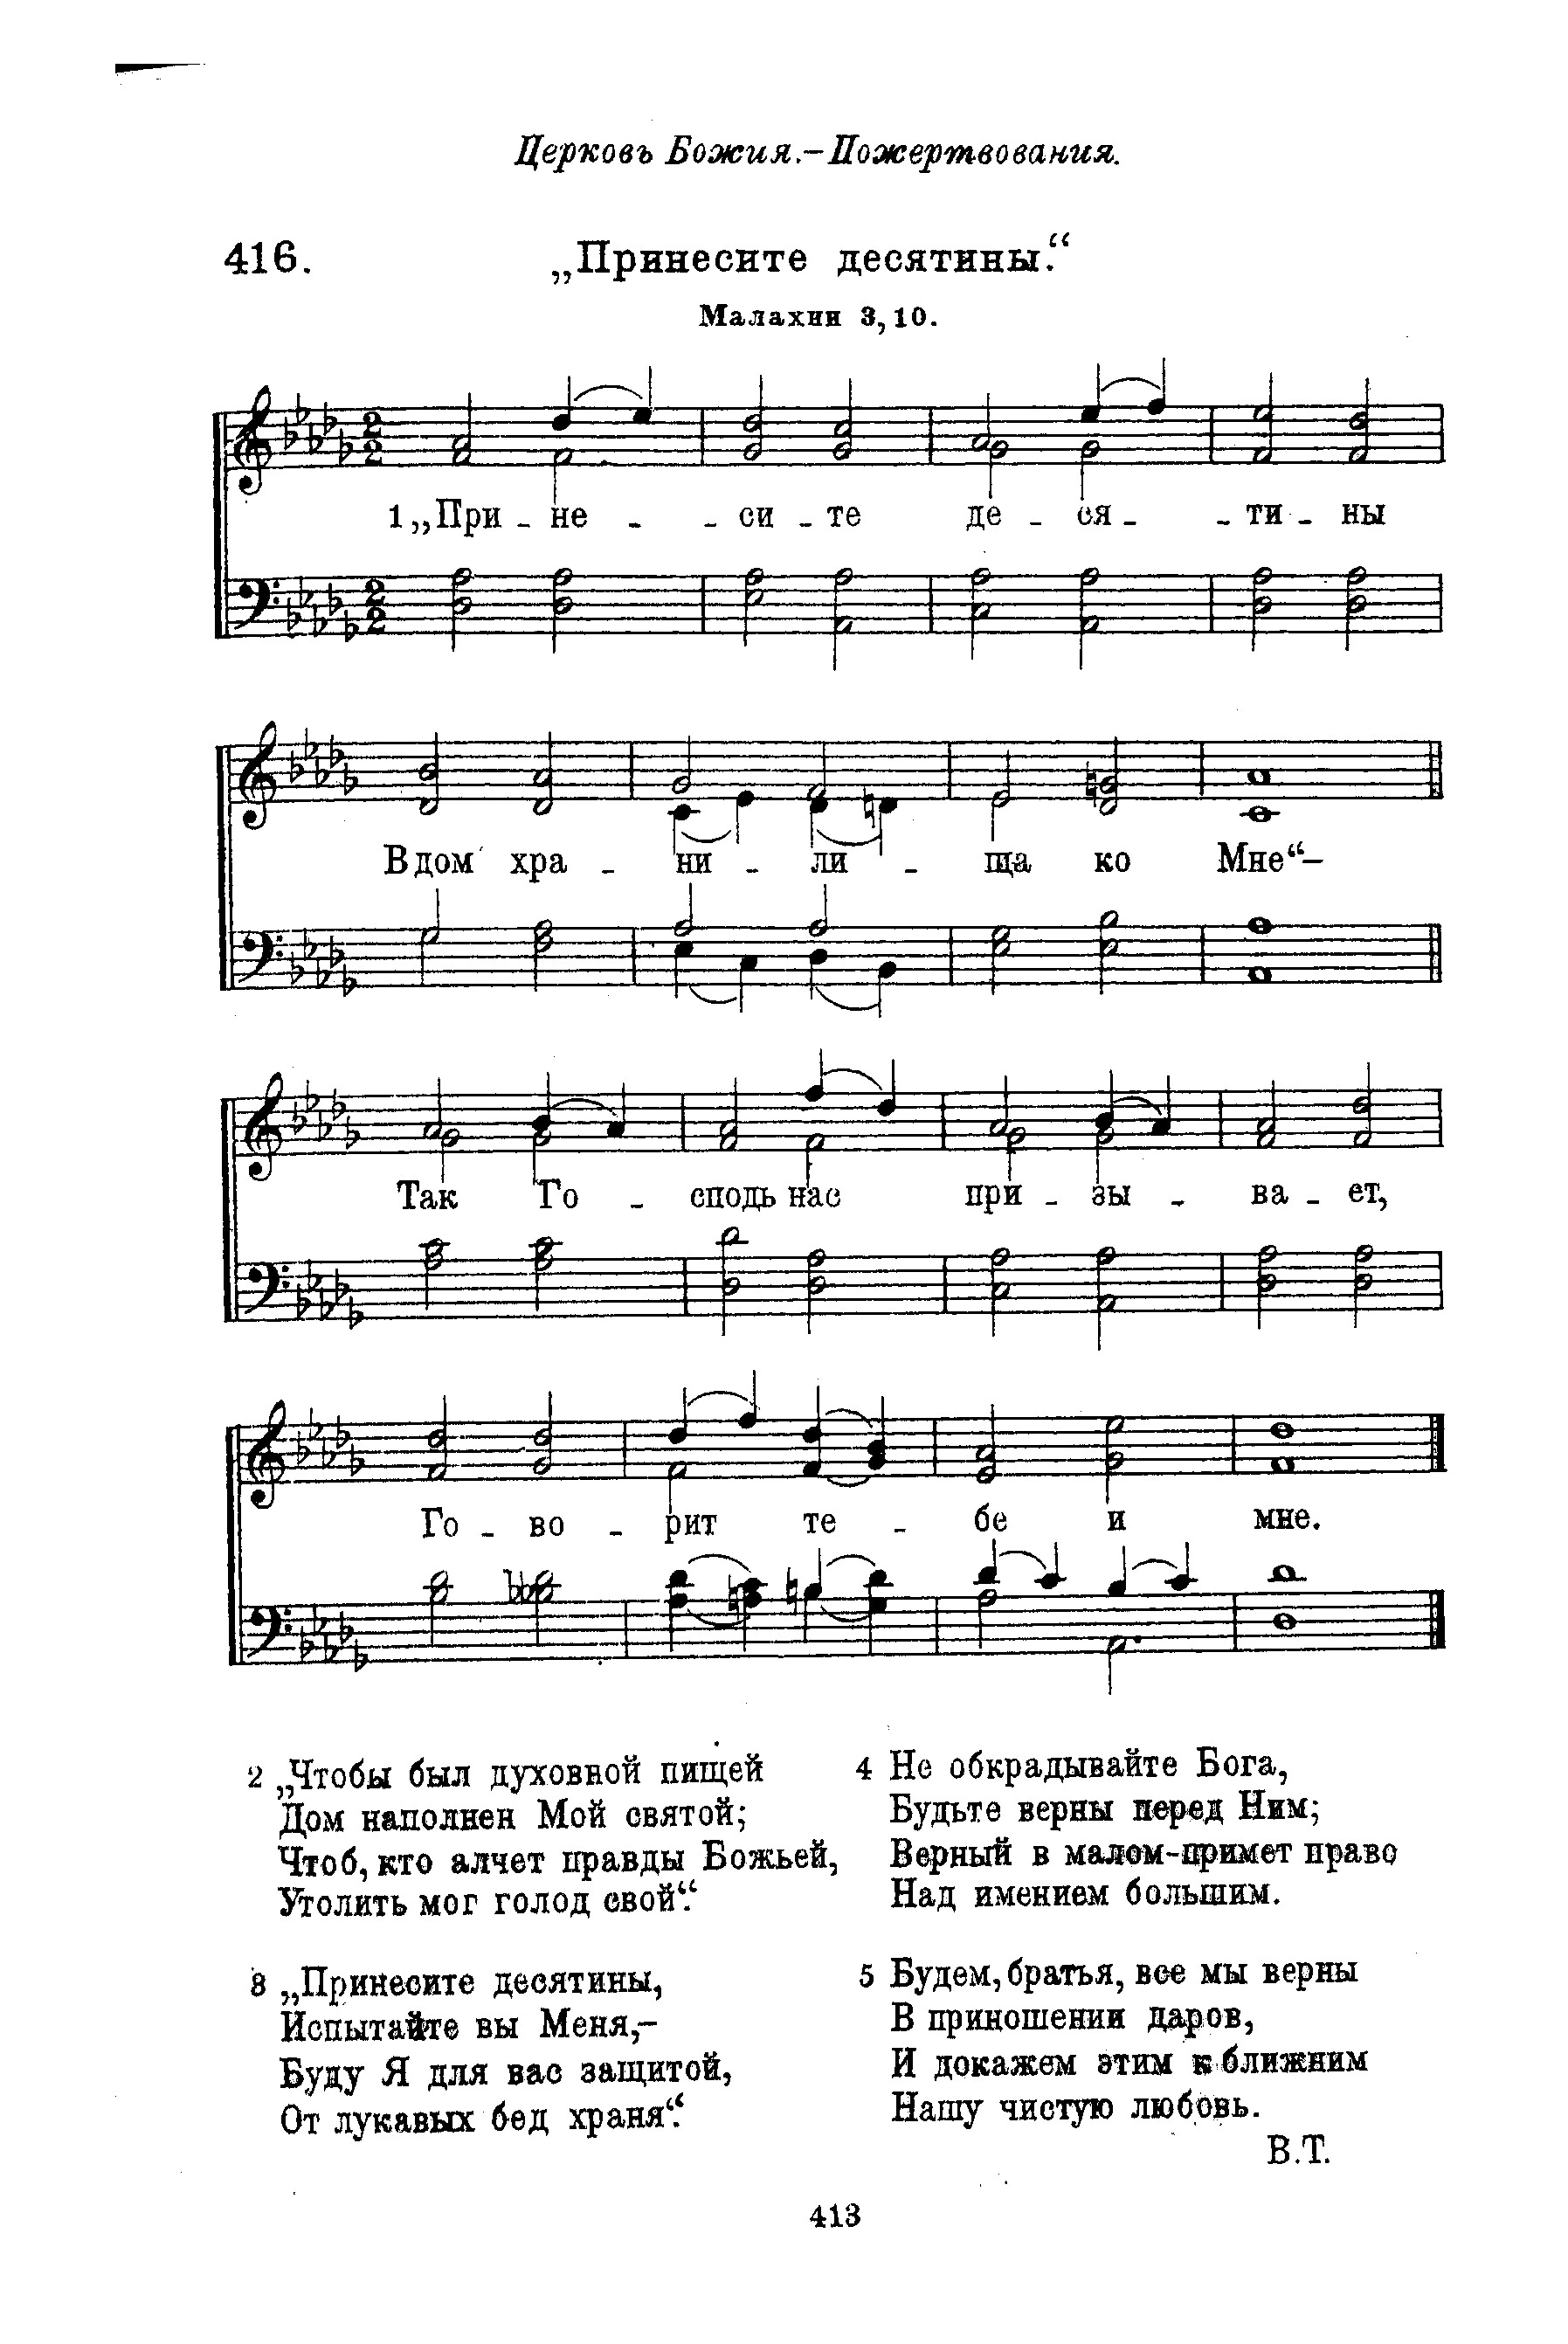 Церковь Божия.-Пожертвования.
416.
„Принесите десятины.“
Малахии 3, 10.
1 „При - не - - си - те де - ся - - ти - ны
В дом хра - ни - ли - ща ко Мне“-
Так Го - сподь нас при - зы - ва - ет,
Го - во - рит те - бе и мне.
2 „Чтобы был духовной пищей
Дом наполнен Мой святой;
Чтоб, кто алчет правды Божьей,
Утолить мог голод свой“.
3 „Принесите десятины,
Испытайте вы Меня,-
Буду Я для вас защитой,
От лукавых бед храня“.
4 Не обкрадывайте Бога,
Будьте верны перед Ним;
Верный в малом-примет право
Над имением большим.
5 Будем, братья, все мы верны
В приношении даров,
И докажем этим к ближним
Нашу чистую любовь.
В.Т.
413